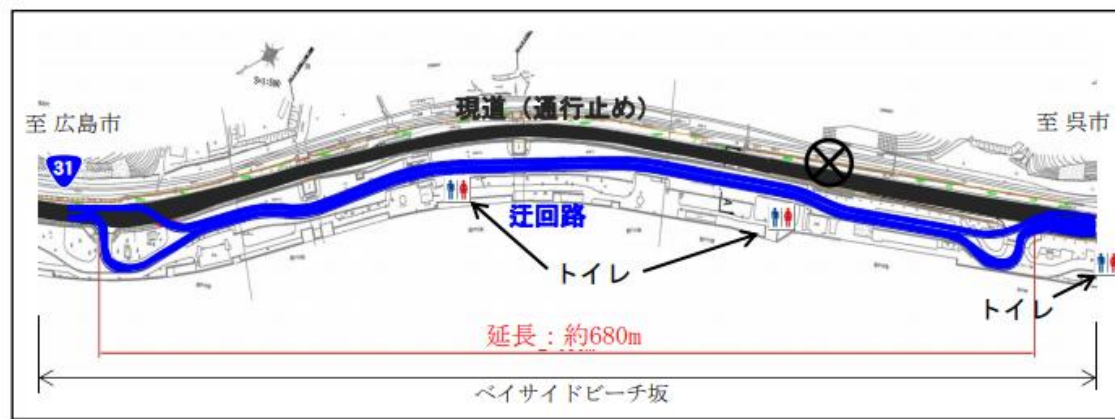 現道（通行止め）
至 広島市
至 呉市
31
迂回路
トイレ
トイレ
延長：約680m
ベイサイドビーチ坂